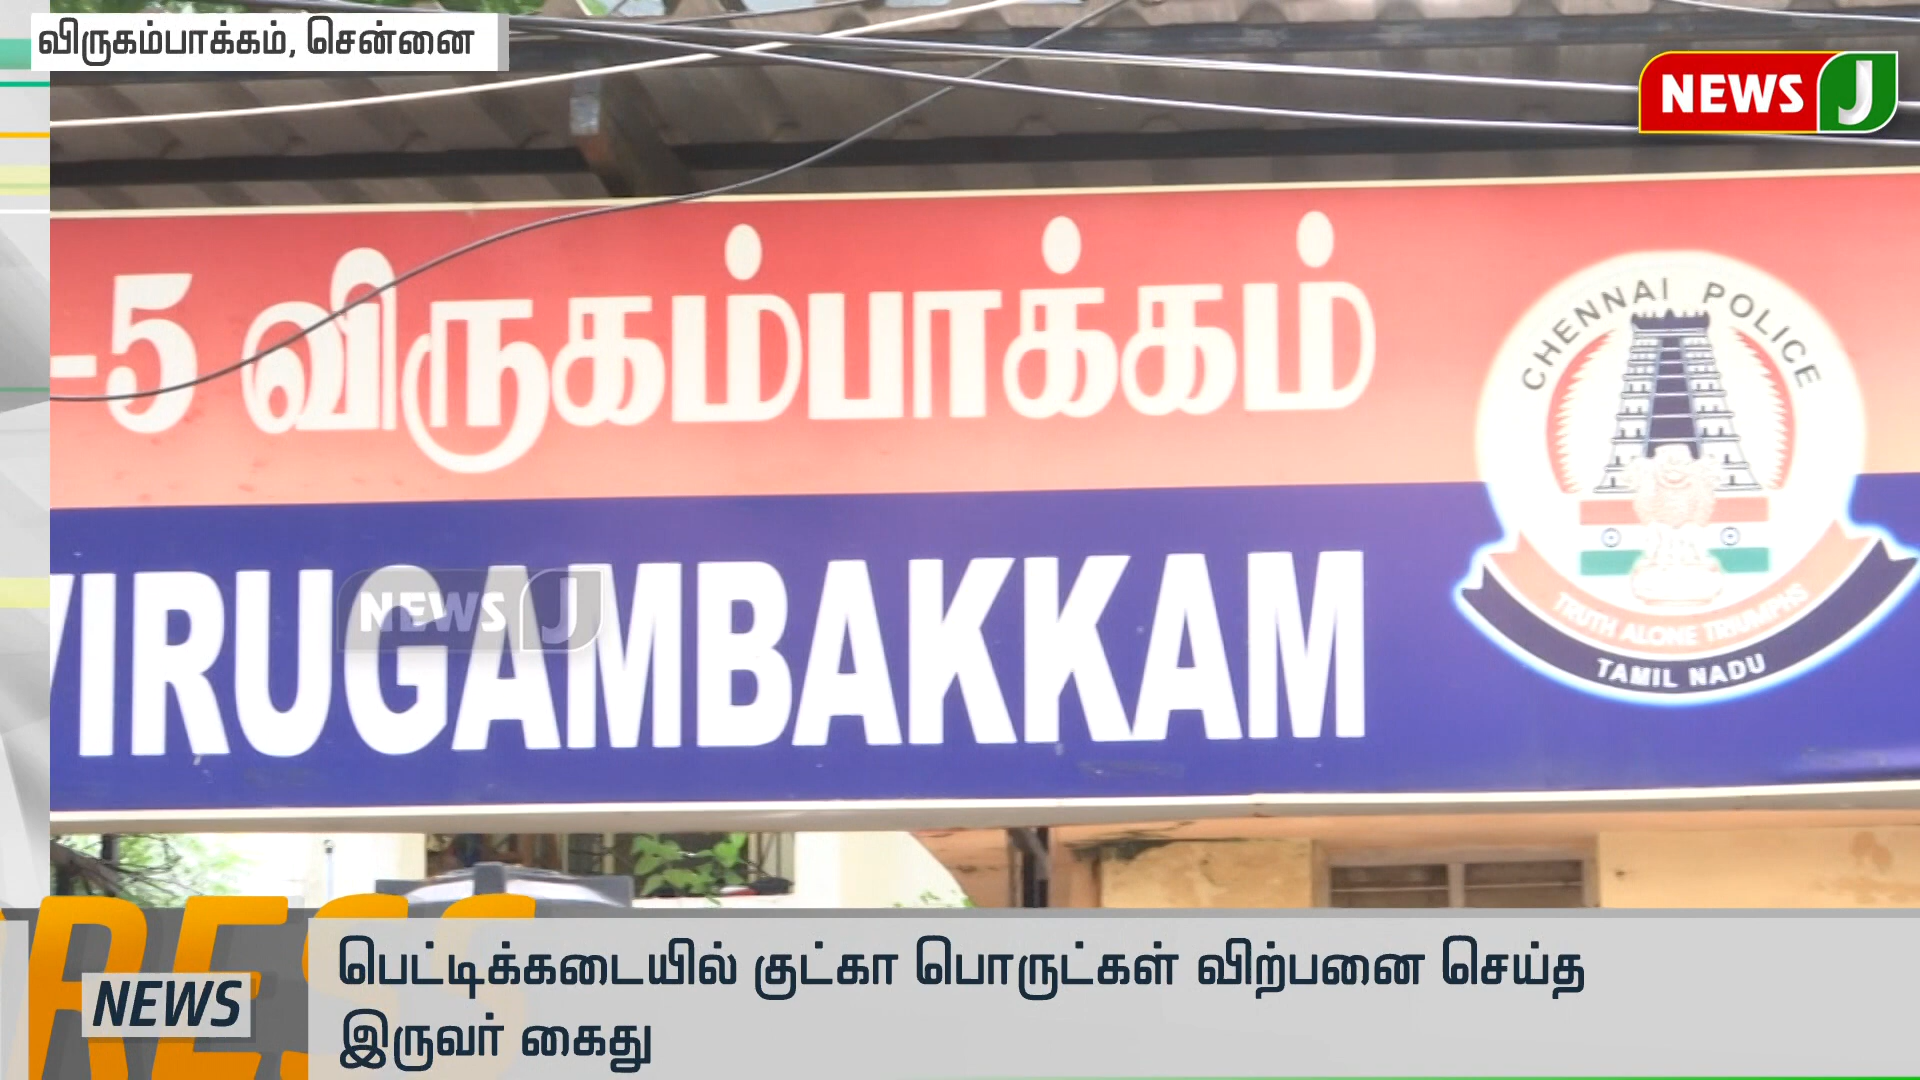 விருகம்பாக்கம், சென்னை
NEWS J
-5 விருகம்பாக்கம்
CHENNAI POLICE
TRUTH ALONE TRIUMPHS
TAMIL NADU
VIRUGAMBAKKAM
NEWS J
RESS
NEWS
பெட்டிக்கடையில் குட்கா பொருட்கள் விற்பனை செய்த
இருவர் கைது